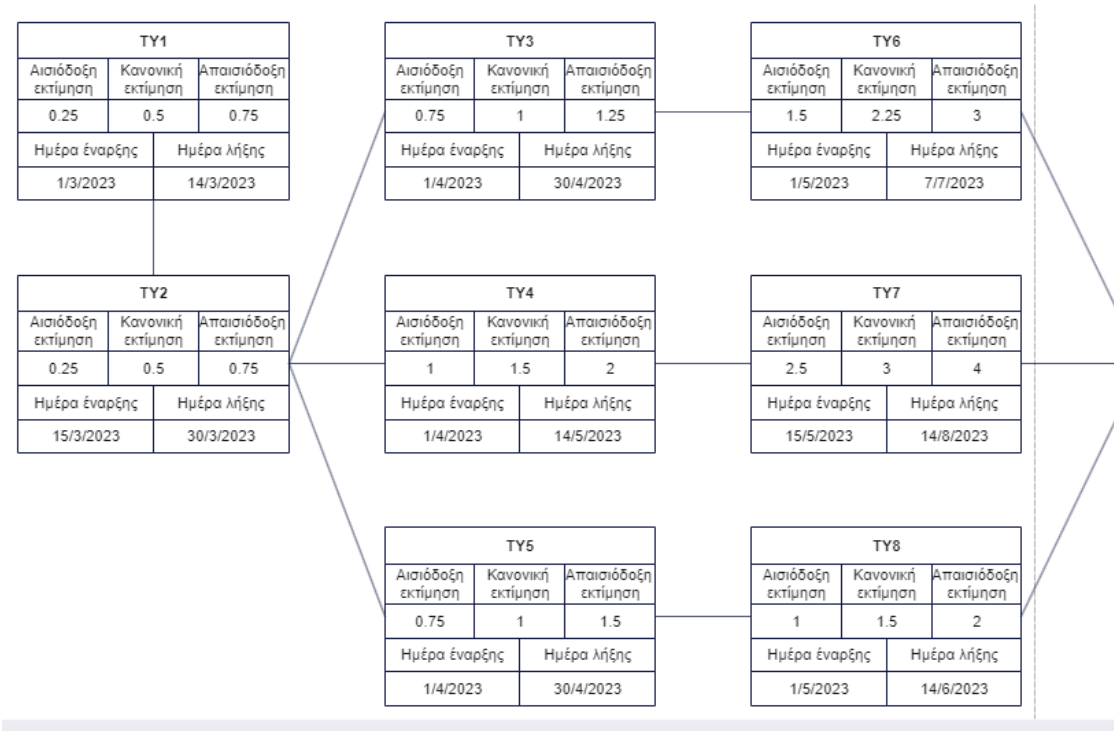 TY1
Αισιόδοξη εκτίμηση
Κανονική εκτίμηση
Απαισιόδοξη εκτίμηση
0.25
0.5
0.75
Ημέρα έναρξης
Ημέρα λήξης
1/3/2023
14/3/2023
TY3
Αισιόδοξη εκτίμηση
Κανονική εκτίμηση
Απαισιόδοξη εκτίμηση
0.75
1
1.25
Ημέρα έναρξης
Ημέρα λήξης
1/4/2023
30/4/2023
TY6
Αισιόδοξη εκτίμηση
Κανονική εκτίμηση
Απαισιόδοξη εκτίμηση
1.5
2.25
3
Ημέρα έναρξης
Ημέρα λήξης
1/5/2023
7/7/2023
TY2
Αισιόδοξη εκτίμηση
Κανονική εκτίμηση
Απαισιόδοξη εκτίμηση
0.25
0.5
0.75
Ημέρα έναρξης
Ημέρα λήξης
15/3/2023
30/3/2023
TY4
Αισιόδοξη εκτίμηση
Κανονική εκτίμηση
Απαισιόδοξη εκτίμηση
1
1.5
2
Ημέρα έναρξης
Ημέρα λήξης
1/4/2023
14/5/2023
TY7
Αισιόδοξη εκτίμηση
Κανονική εκτίμηση
Απαισιόδοξη εκτίμηση
2.5
3
4
Ημέρα έναρξης
Ημέρα λήξης
15/5/2023
14/8/2023
TY5
Αισιόδοξη εκτίμηση
Κανονική εκτίμηση
Απαισιόδοξη εκτίμηση
0.75
1
1.5
Ημέρα έναρξης
Ημέρα λήξης
1/4/2023
30/4/2023
TY8
Αισιόδοξη εκτίμηση
Κανονική εκτίμηση
Απαισιόδοξη εκτίμηση
1
1.5
2
Ημέρα έναρξης
Ημέρα λήξης
1/5/2023
14/6/2023